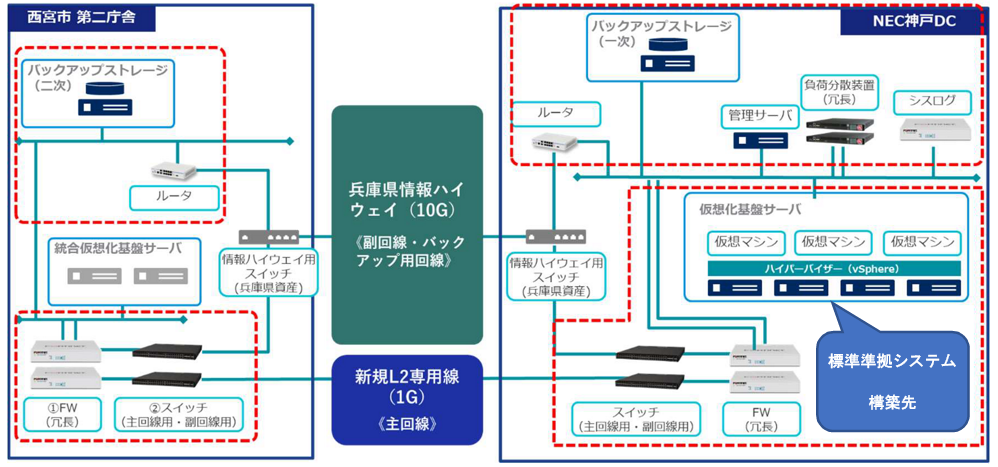 西宮市 第二庁舎
バックアップストレージ
（二次）
ルータ
統合仮想化基盤サーバ
情報ハイウェイ用
スイッチ
(兵庫県資産)
①FW
(冗長)
②スイッチ
(主回線用・副回線用)
兵庫県情報ハイ
ウェイ（10G）
《副回線・バック
アップ用回線》
新規L2専用線
（1G）
《主回線》
NEC神戸DC
バックアップストレージ
（一次）
ルータ
管理サーバ
負荷分散装置
(冗長)
シスログ
仮想化基盤サーバ
仮想マシン
仮想マシン
仮想マシン
ハイパーバイザー（vSphere）
情報ハイウェイ用
スイッチ
(兵庫県資産)
標準準拠システム
構築先
スイッチ
(主回線用・副回線用)
FW
(冗長)